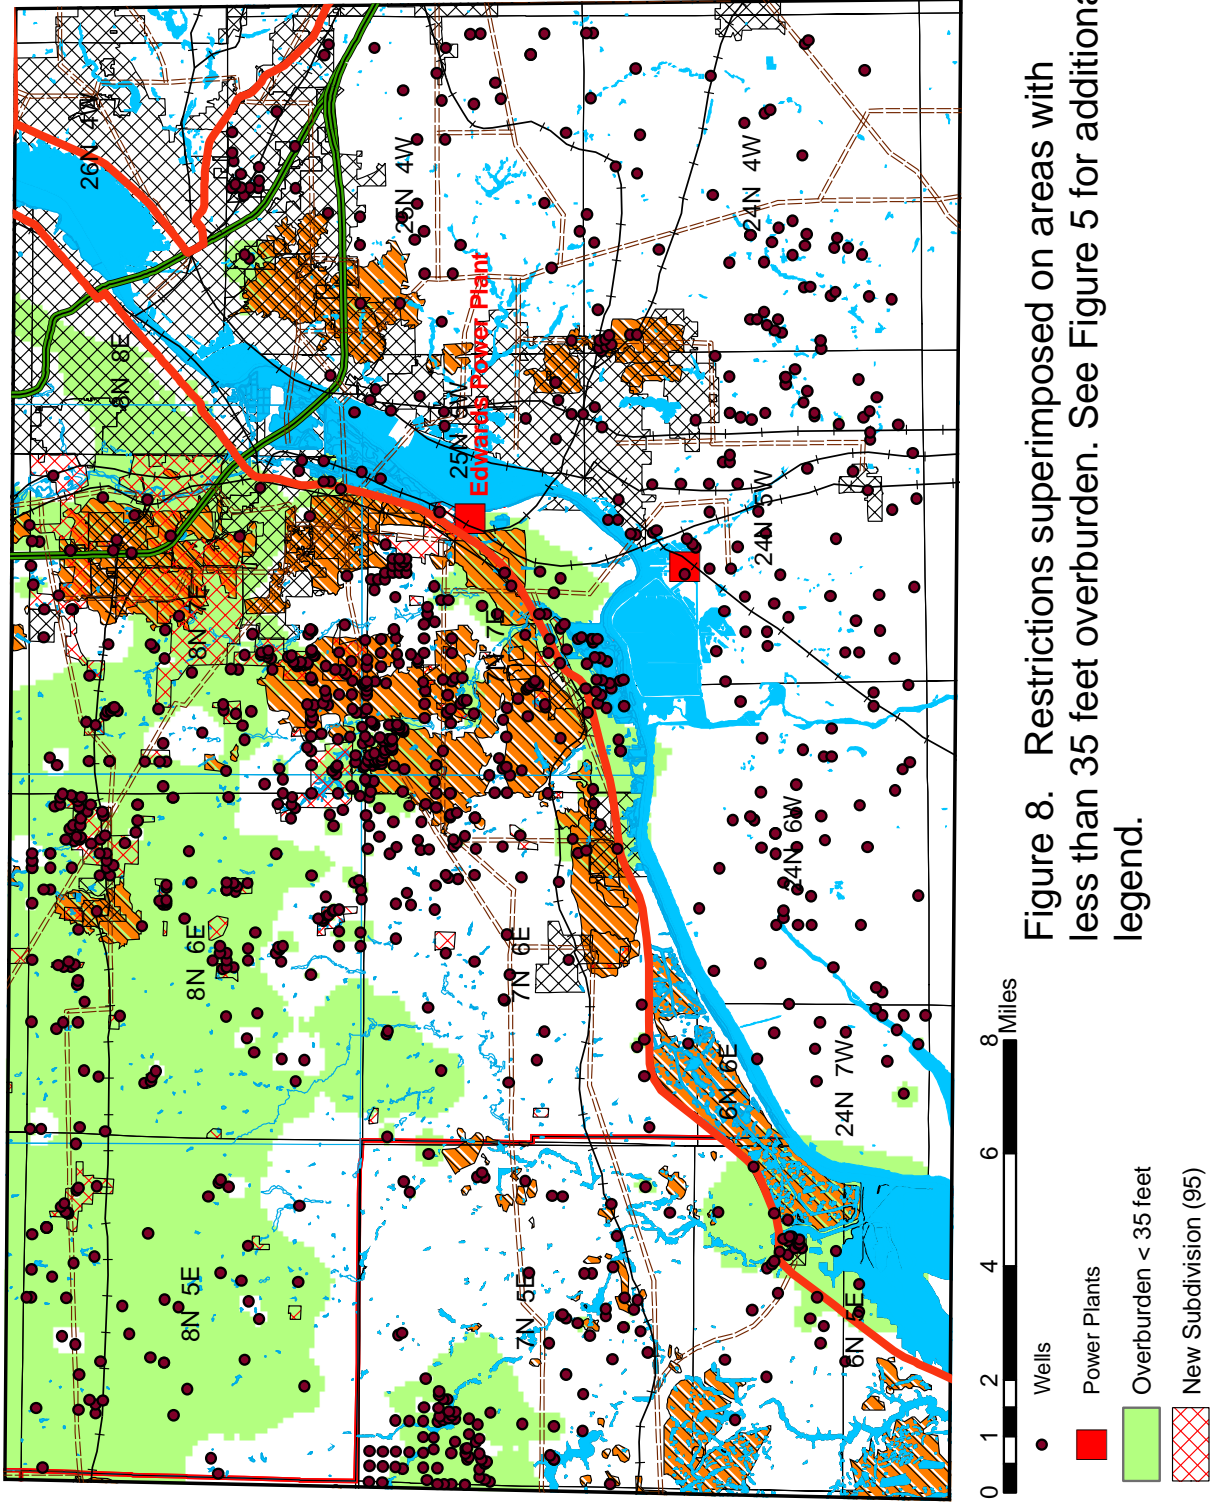 26N 4W
25N 4W
24N 4W
8N 8E
25N 5W
Edwards Power Plant
24N 5W
8N 7E
7N 7E
24N 6W
8N 6E
7N 6E
6N 6E
24N 7W
8N 5E
7N 5E
6N 5E
0 1 2 4 6 8
Miles
Wells
Power Plants
Overburden < 35 feet
New Subdivision (95)
Figure 8. Restrictions superimposed on areas with
less than 35 feet overburden. See Figure 5 for additiona
legend.